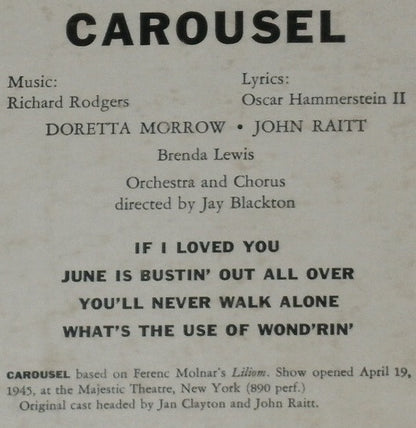 CAROUSEL
Music: Lyrics:
Richard Rodgers Oscar Hammerstein II
DORETTA MORROW • JOHN RAITT
Brenda Lewis
Orchestra and Chorus
directed by Jay Blackton
IF I LOVED YOU
JUNE IS BUSTIN' OUT ALL OVER
YOU'LL NEVER WALK ALONE
WHAT'S THE USE OF WOND'RIN'
CAROUSEL based on Ferenc Molnar's Liliom. Show opened April 19,
1945, at the Majestic Theatre, New York (890 perf.)
Original cast headed by Jan Clayton and John Raitt.